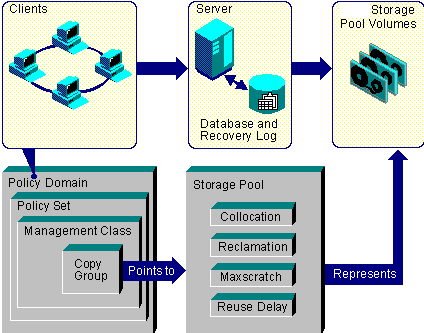 Clients
Server
Storage
Pool Volumes
Database and
Recovery Log
Policy Domain
Policy Set
Management Class
Copy
Group
Points to
Storage Pool
Collocation
Reclamation
Maxscratch
Reuse Delay
Represents